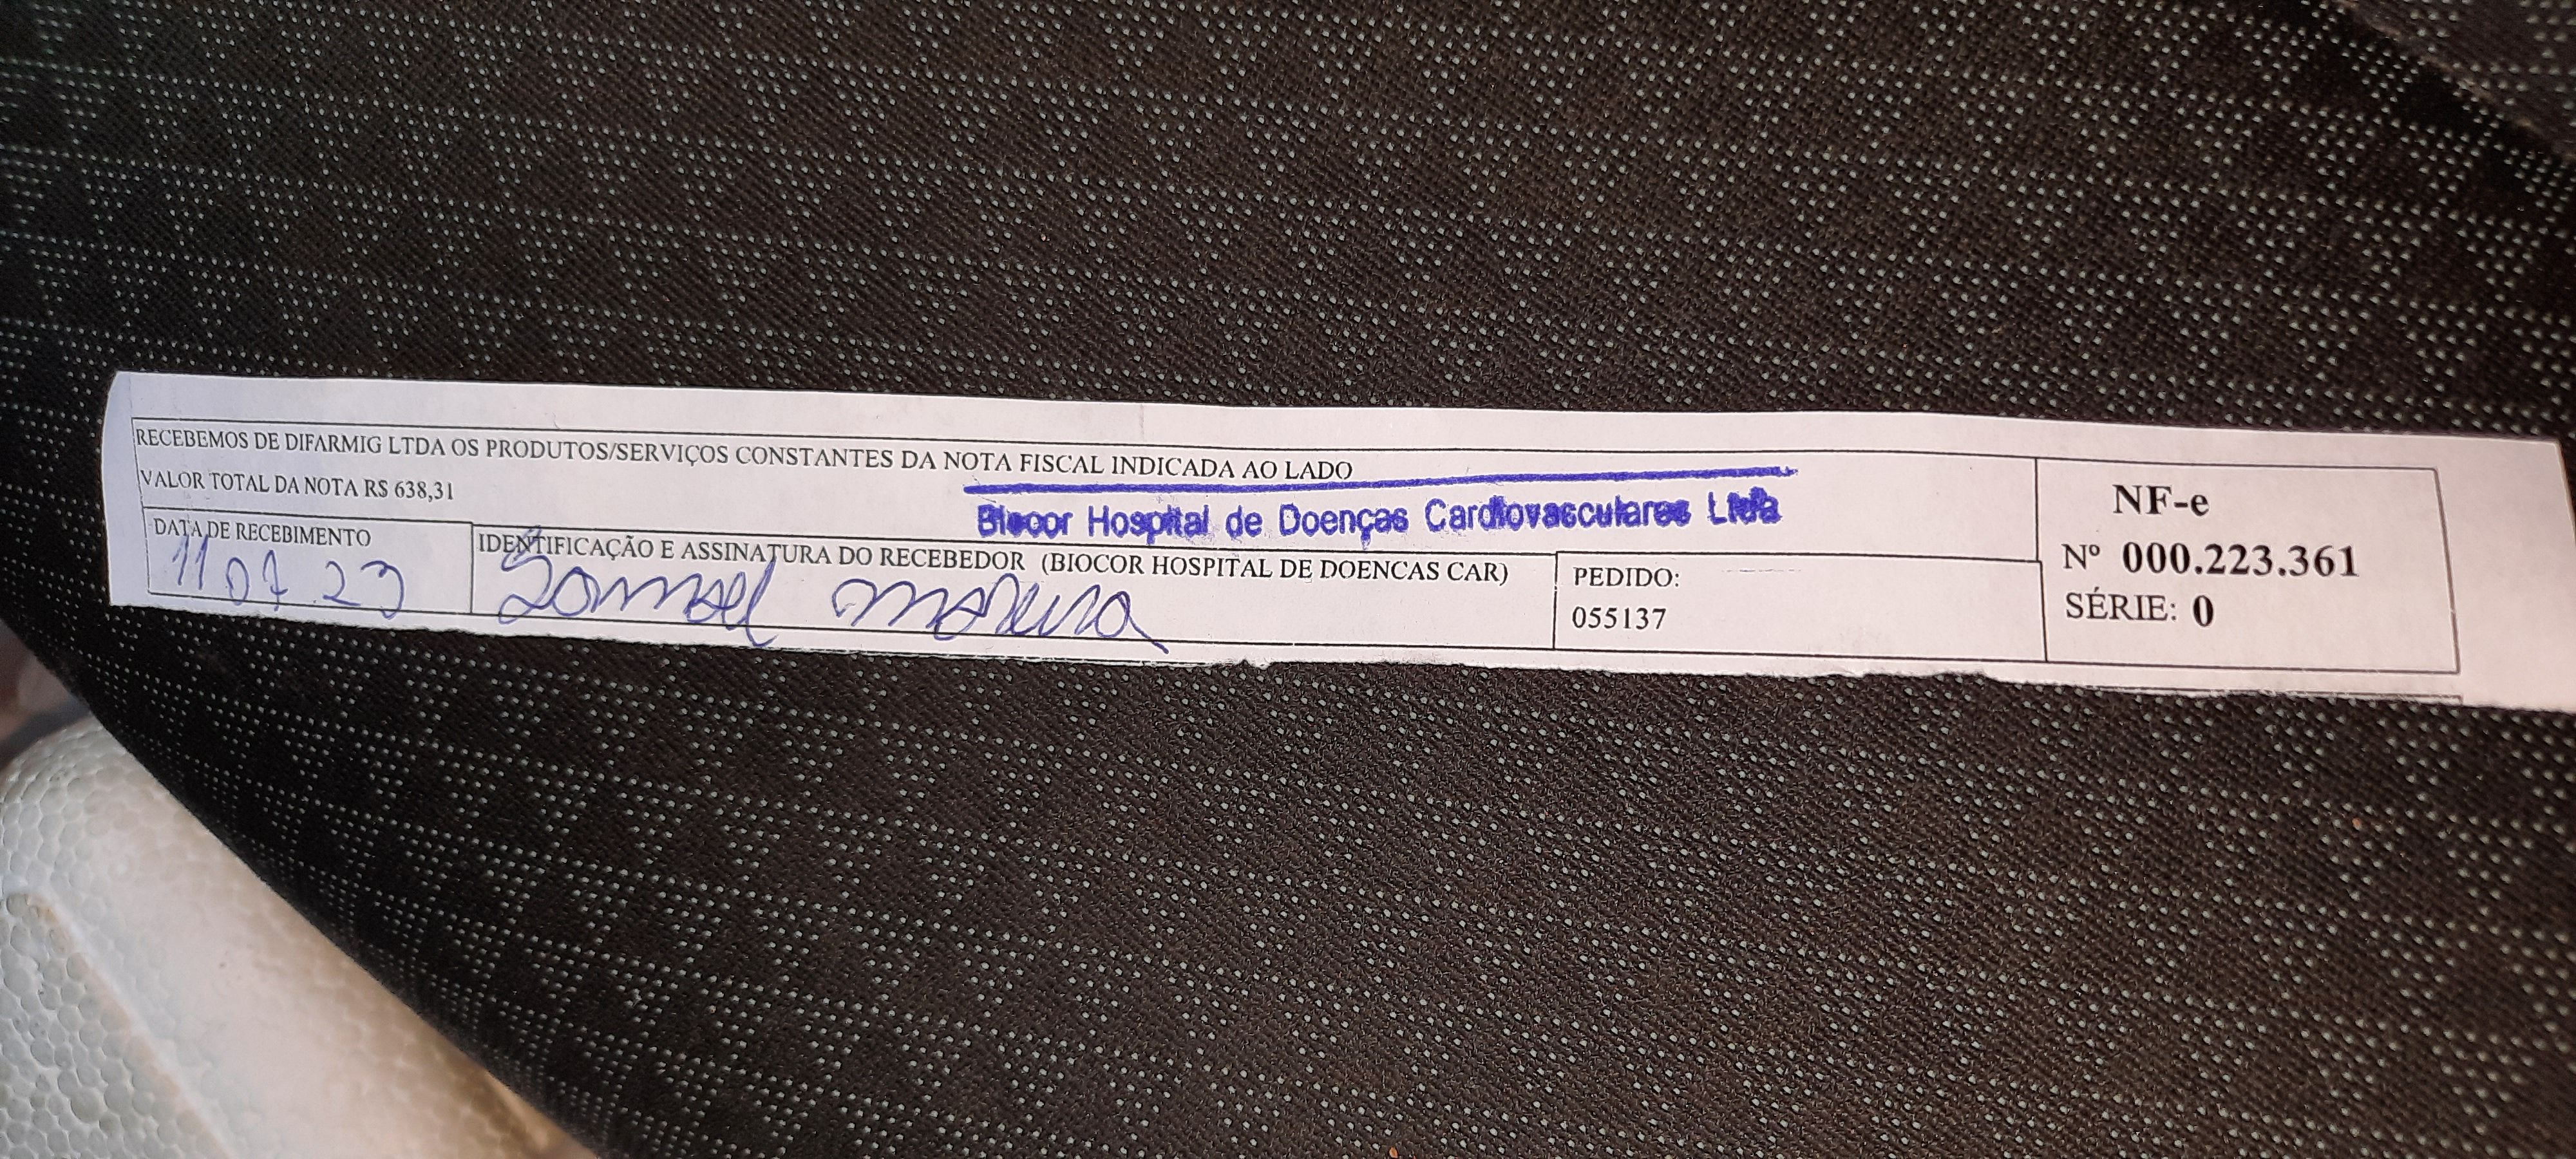 RECEBEMOS DE DIFARMIG LTDA OS PRODUTOS/SERVIÇOS CONSTANTES DA NOTA FISCAL INDICADA AO LADO
VALOR TOTAL DA NOTA R$ 638,31
Biocor Hospital de Doenças Cardiovasculares Ltda
DATA DE RECEBIMENTO
11 07 23
IDENTIFICAÇÃO E ASSINATURA DO RECEBEDOR (BIOCOR HOSPITAL DE DOENCAS CAR)
Samuel Moreira
PEDIDO:
055137
NF-e
Nº 000.223.361
SÉRIE: 0